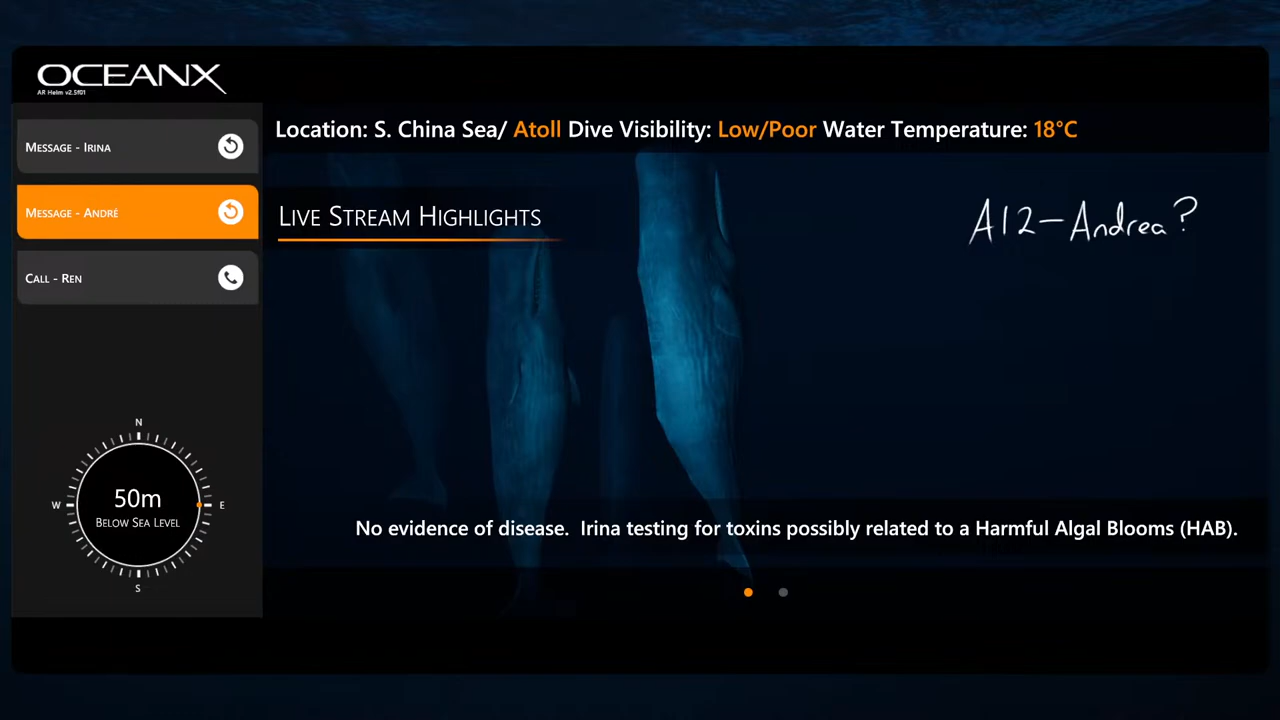 OCEANX
AR Helm v2.5f01
Location: S. China Sea/ Atoll Dive Visibility: Low/Poor Water Temperature: 18°C
Message - Irina
Message - André
Call - Ren
Live Stream Highlights
A12-Andrea?
N
W
E
S
50m
Below Sea Level
No evidence of disease. Irina testing for toxins possibly related to a Harmful Algal Blooms (HAB).